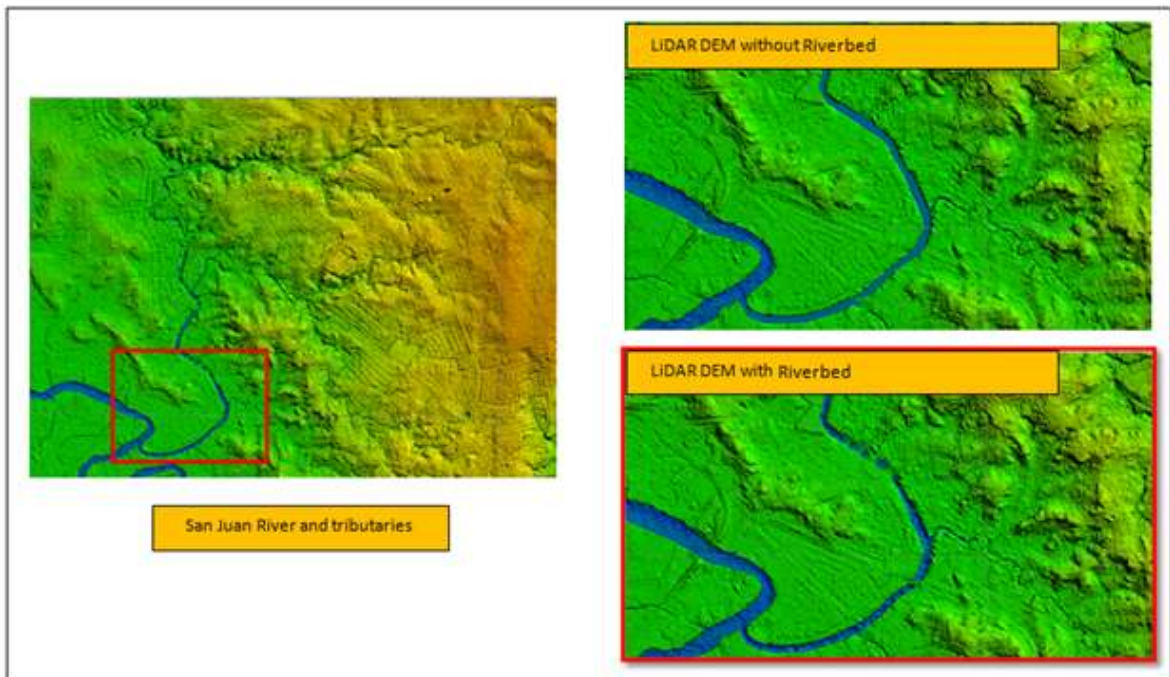 LiDAR DEM without Riverbed
LiDAR DEM with Riverbed
San Juan River and tributaries